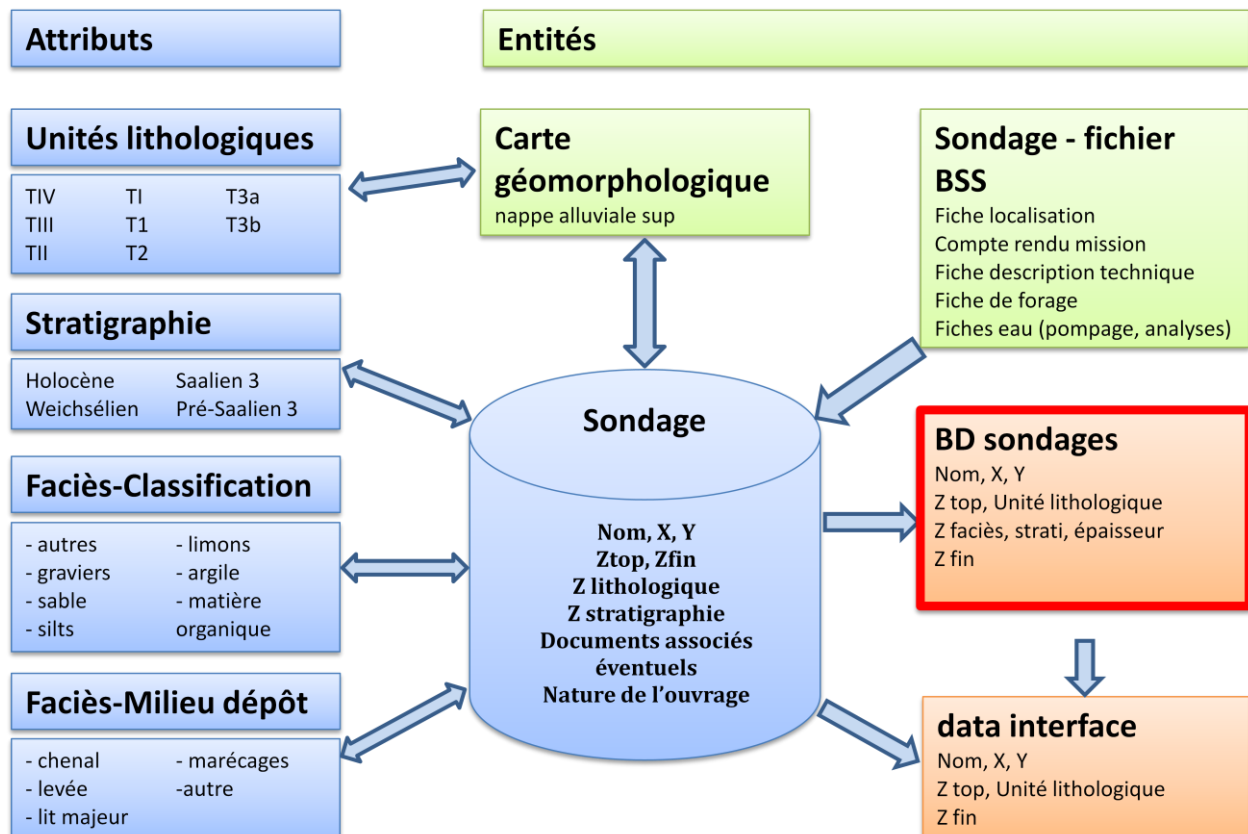 Attributs
Entités
Unités lithologiques
TIV TI T3a
TIII T1 T3b
TII T2
Stratigraphie
Holocène Saalien 3
Weichsélien Pré-Saalien 3
Faciès-Classification
- autres - limons
- graviers - argile
- sable - matière
- silts organique
Faciès-Milieu dépôt
- chenal - marécages
- levée -autre
- lit majeur
Carte
géomorphologique
nappe alluviale sup
Sondage
Nom, X, Y
Ztop, Zfin
Z lithologique
Z stratigraphie
Documents associés
éventuels
Nature de l'ouvrage
Sondage - fichier
BSS
Fiche localisation
Compte rendu mission
Fiche description technique
Fiche de forage
Fiches eau (pompage, analyses)
BD sondages
Nom, X, Y
Z top, Unité lithologique
Z faciès, strati, épaisseur
Z fin
data interface
Nom, X, Y
Z top, Unité lithologique
Z fin